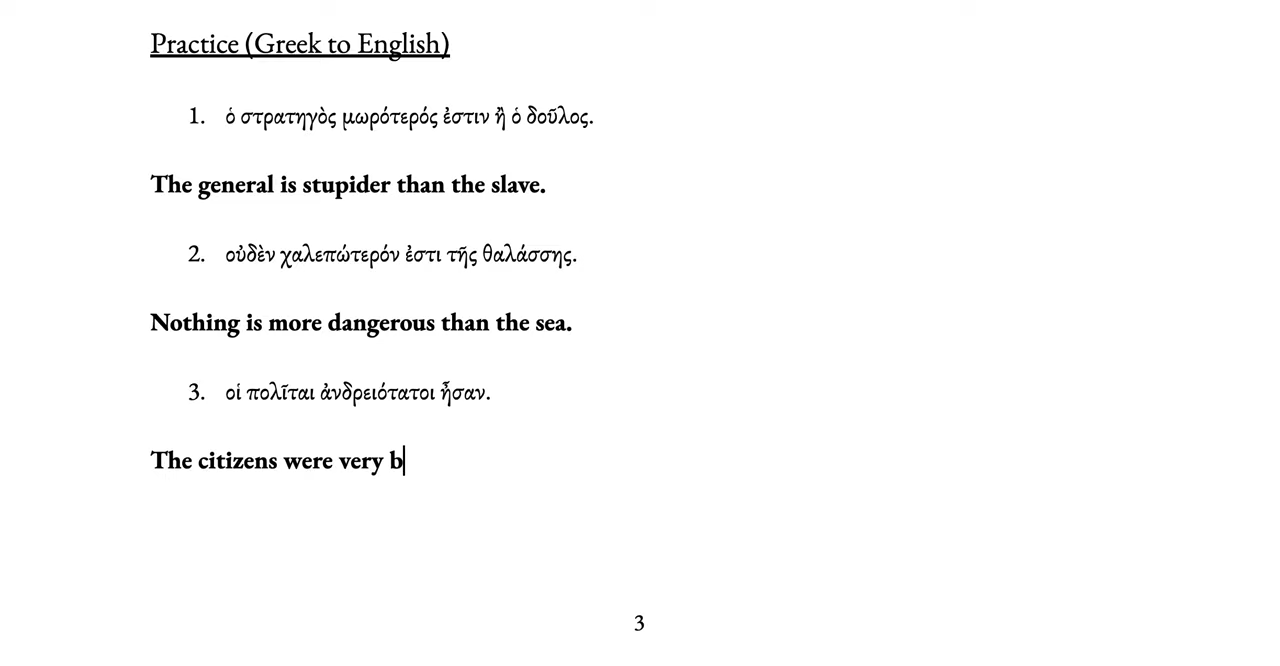 Practice (Greek to English)
1. ὁ στρατηγὸς μωρότερός ἐστιν ἢ ὁ δοῦλος.
The general is stupider than the slave.
2. οὐδὲν χαλεπώτερόν ἐστι τῆς θαλάσσης.
Nothing is more dangerous than the sea.
3. οἱ πολῖται ἀνδρειότατοι ἦσαν.
The citizens were very b
3